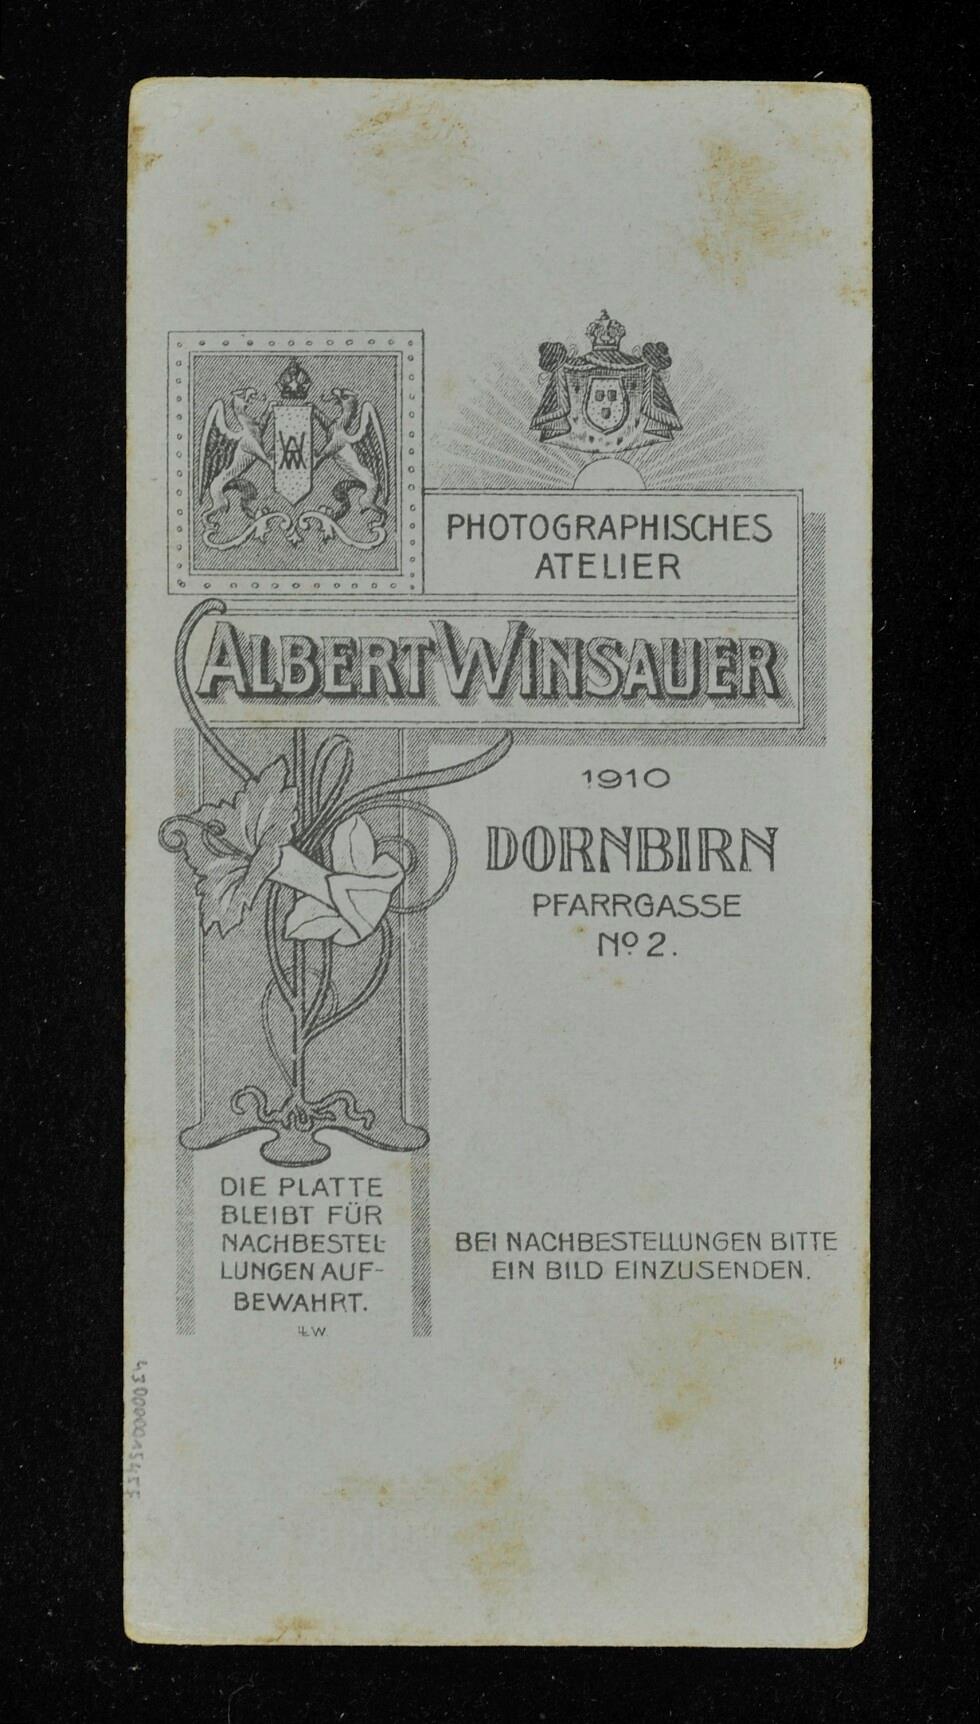 AW
PHOTOGRAPHISCHES
ATELIER
ALBERT WINSAUER
1910
DORNBIRN
PFARRGASSE
No 2.
DIE PLATTE
BLEIBT FÜR
NACHBESTEL-
LUNGEN AUF-
BEWAHRT.
BEI NACHBESTELLUNGEN BITTE
EIN BILD EINZUSENDEN.